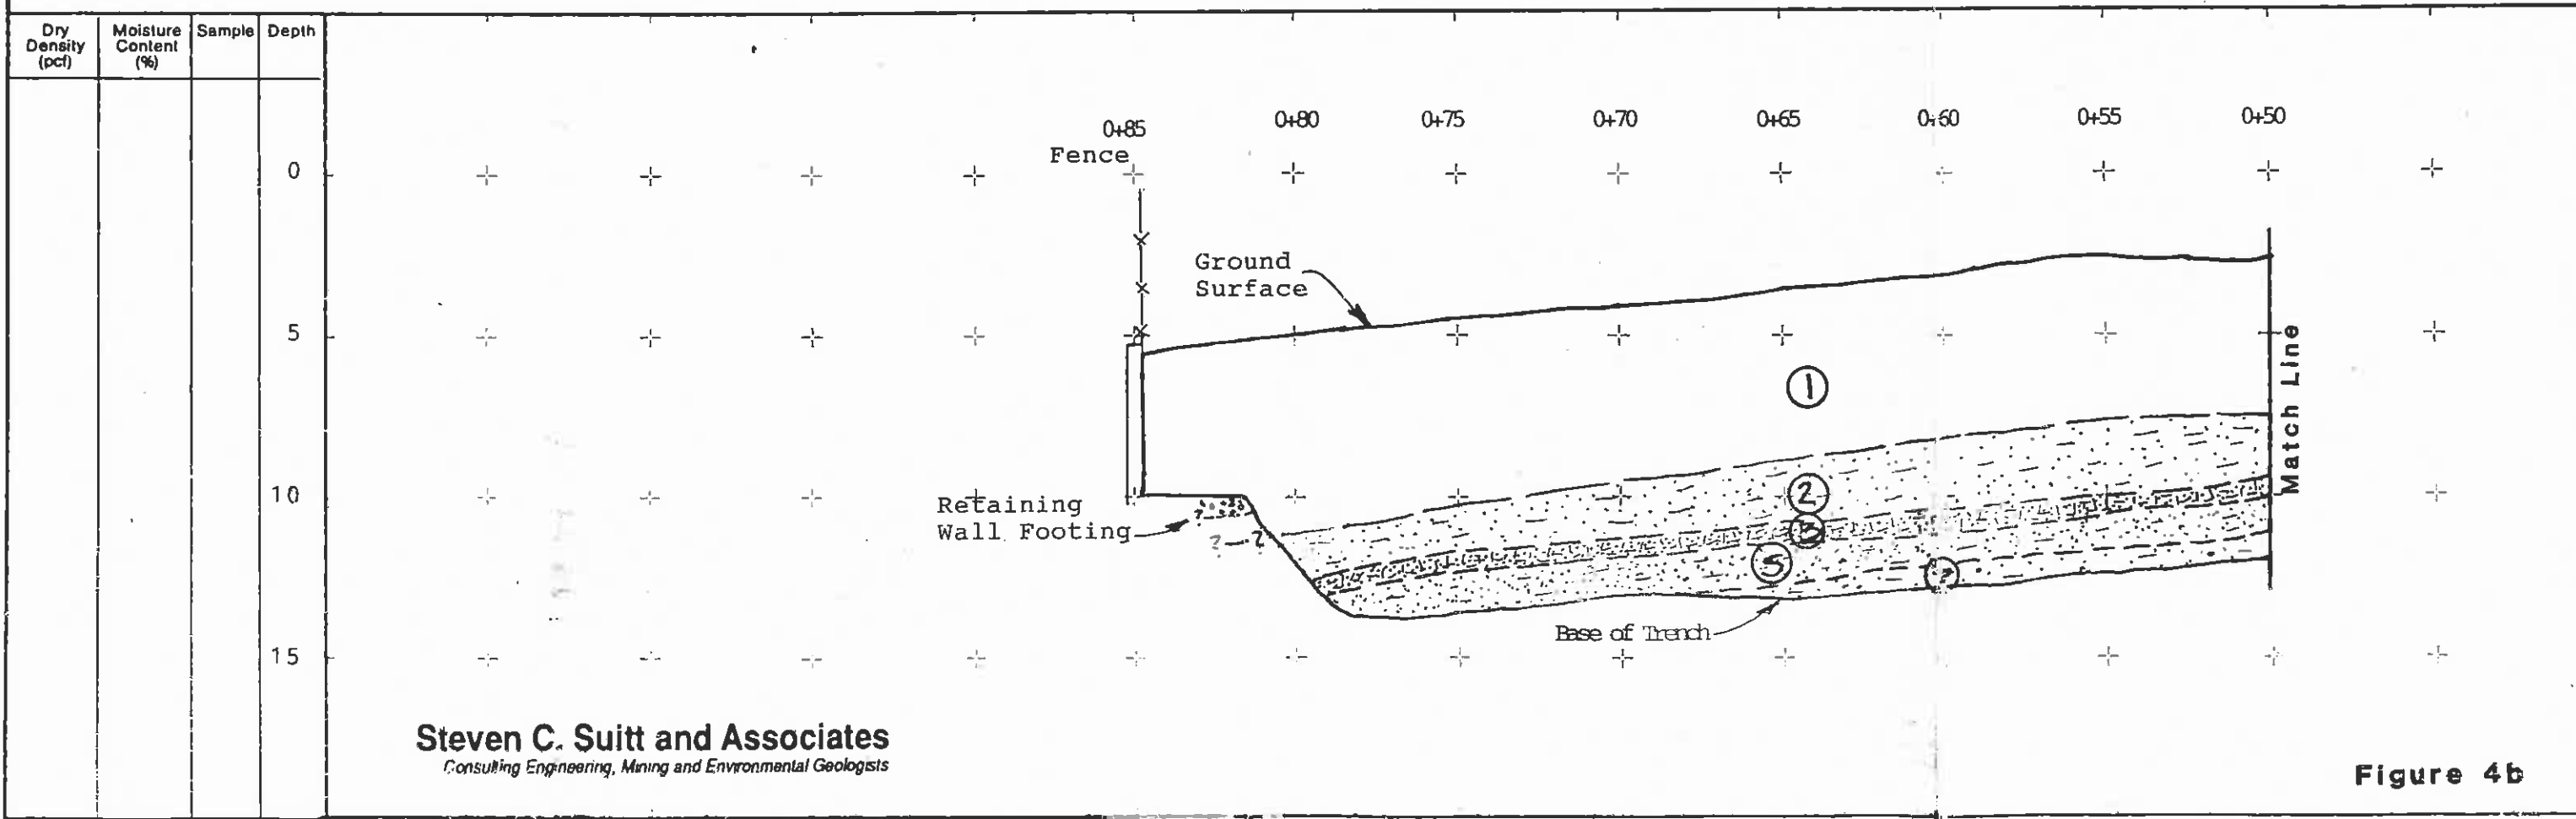 Dry Density (pcf)
Moisture Content (%)
Sample
Depth
0+85
0+80
0+75
0+70
0+65
0+60
0+55
0+50
Fence
0
Ground
Surface
5
Match Line
1
10
Retaining
Wall Footing
2
3
5
?-?
?-?
15
Base of Trench
Steven C. Suitt and Associates
Consulting Engineering, Mining and Environmental Geologists
Figure 4b